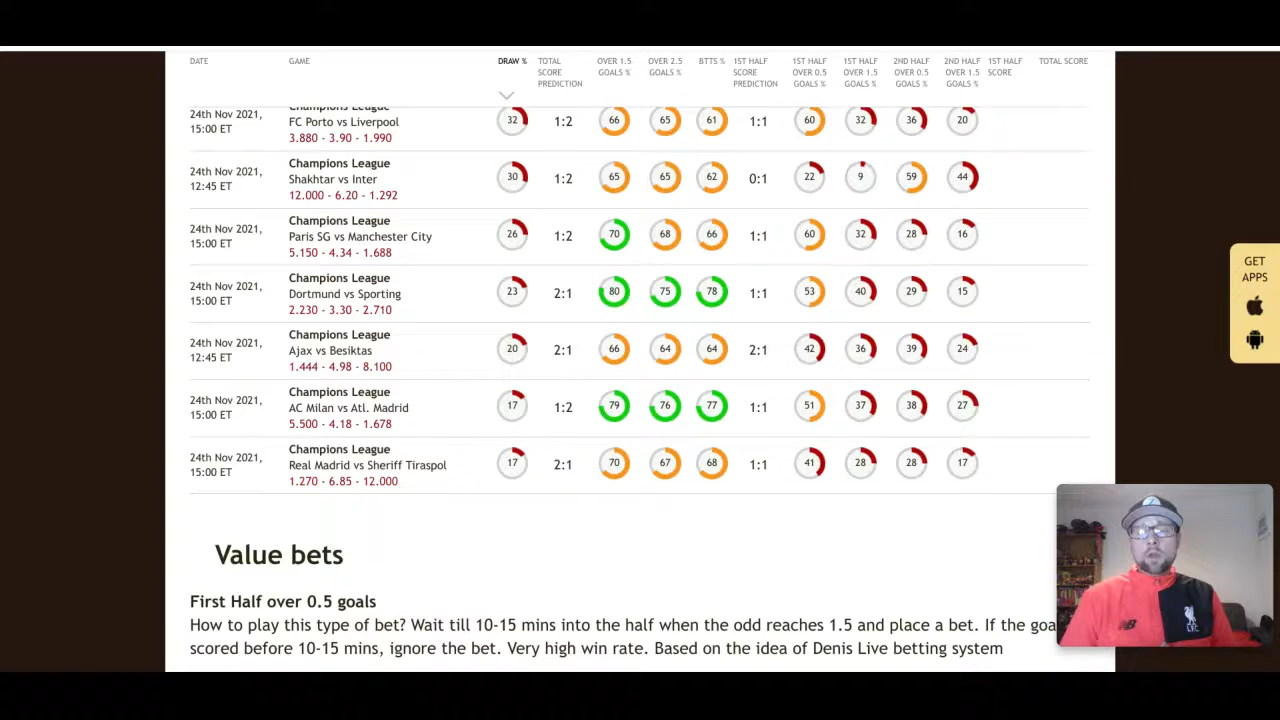 DATE GAME DRAW % TOTAL SCORE PREDICTION OVER 1.5 GOALS % OVER 2.5 GOALS % BTTS % 1ST HALF SCORE PREDICTION 1ST HALF OVER 0.5 GOALS % 1ST HALF OVER 1.5 GOALS % 2ND HALF OVER 0.5 GOALS % 2ND HALF OVER 1.5 GOALS % 1ST HALF SCORE TOTAL SCORE
Champions League
24th Nov 2021, 15:00 ET FC Porto vs Liverpool 32 1:2 66 65 61 1:1 60 32 36 20
3.880 - 3.90 - 1.990
Champions League
24th Nov 2021, 12:45 ET Shakhtar vs Inter 30 1:2 65 65 62 0:1 22 9 59 44
12.000 - 6.20 - 1.292
Champions League
24th Nov 2021, 15:00 ET Paris SG vs Manchester City 26 1:2 70 68 66 1:1 60 32 28 16
5.150 - 4.34 - 1.688
Champions League
24th Nov 2021, 15:00 ET Dortmund vs Sporting 23 2:1 80 75 78 1:1 53 40 29 15
2.230 - 3.30 - 2.710
Champions League
24th Nov 2021, 12:45 ET Ajax vs Besiktas 20 2:1 66 64 64 2:1 42 36 39 24
1.444 - 4.98 - 8.100
Champions League
24th Nov 2021, 15:00 ET AC Milan vs Atl. Madrid 17 1:2 79 76 77 1:1 51 37 38 27
5.500 - 4.18 - 1.678
Champions League
24th Nov 2021, 15:00 ET Real Madrid vs Sheriff Tiraspol 17 2:1 70 67 68 1:1 41 28 28 17
1.270 - 6.85 - 12.000
GET
APPS
Value bets
First Half over 0.5 goals
How to play this type of bet? Wait till 10-15 mins into the half when the odd reaches 1.5 and place a bet. If the goa
scored before 10-15 mins, ignore the bet. Very high win rate. Based on the idea of Denis Live betting system